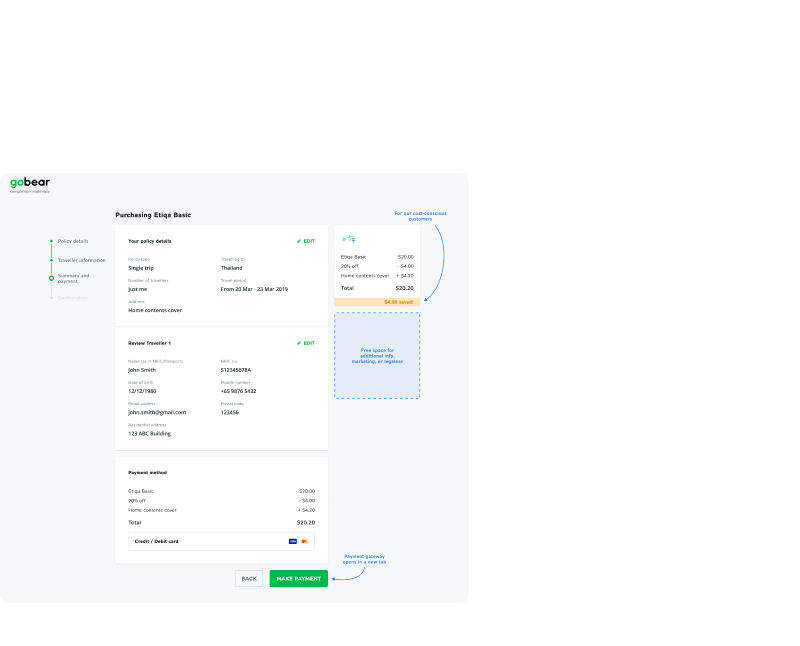 gobear
comparison made easy
Purchasing Etiqa Basic
For our cost-conscious
customers
Policy details
Traveller information
Summary and
payment
Confirmation
Your policy details
EDIT
Policy type
Travelling to
Single trip
Thailand
Number of travellers
Travel period
Just me
From 20 Mar - 23 Mar 2019
Add-ons
Home contents cover
Etiqa Basic
$20.00
20% off
- $4.00
Home contents cover
+ $4.20
Total
$20.20
$4.00 saved!
Free space for
additional info,
marketing, or legalese
Review Traveller 1
EDIT
Name (as in NRIC/Passport)
NRIC no.
John Smith
S12345678A
Date of birth
Mobile number
12/12/1980
+65 9876 5432
Email address
Postal code
john.smith@gmail.com
123456
Residential address
123 ABC Building
Payment method
Etiqa Basic
$20.00
20% off
- $4.00
Home contents cover
+ $4.20
Total
$20.20
Credit / Debit card
Payment gateway
opens in a new tab
BACK
MAKE PAYMENT